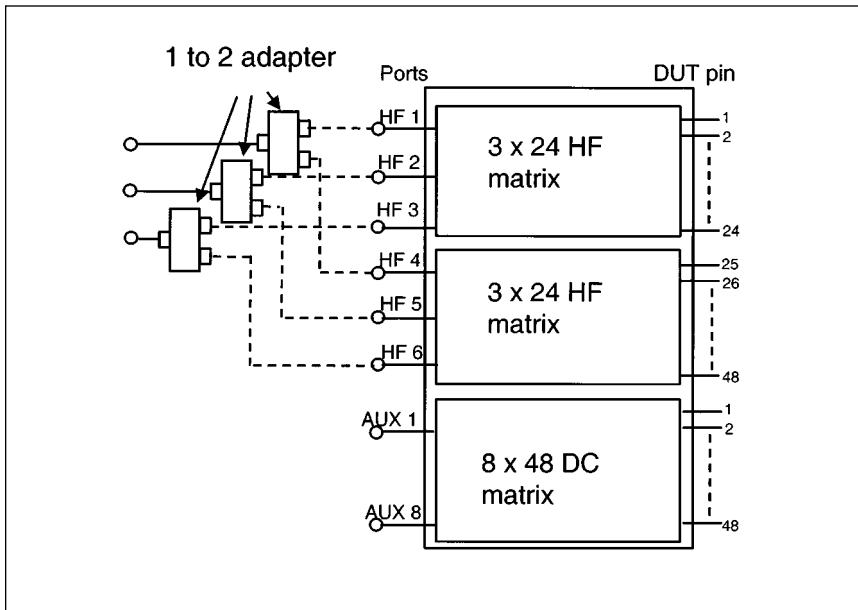 1 to 2 adapter
Ports
DUT pin
HF 1
HF 2
HF 3
HF 4
HF 5
HF 6
AUX 1
AUX 8
3 x 24 HF
matrix
1
2
24
3 x 24 HF
matrix
25
26
48
8 x 48 DC
matrix
1
2
48